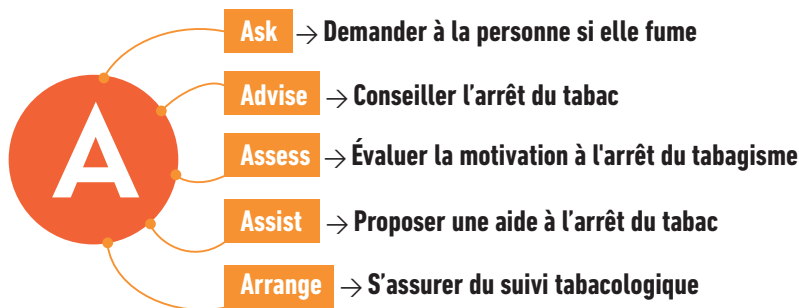 A
Ask → Demander à la personne si elle fume
Advise → Conseiller l’arrêt du tabac
Assess → Évaluer la motivation à l'arrêt du tabagisme
Assist → Proposer une aide à l’arrêt du tabac
Arrange → S’assurer du suivi tabacologique